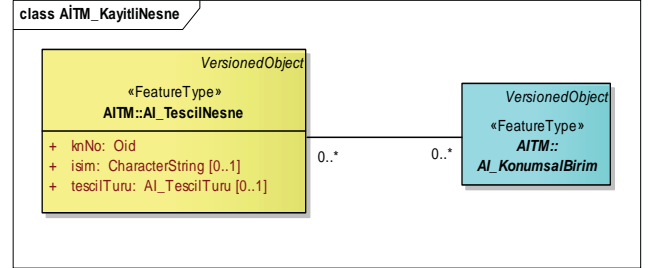 class AİTM_KayitliNesne
VersionedObject
«FeatureType»
AITM::AI_TescilNesne
+ knNo: Oid
+ isim: CharacterString [0..1]
+ tescilTuru: AI_TescilTuru [0..1]
0..*
0..*
VersionedObject
«FeatureType»
AITM::
AI_KonumsalBirim